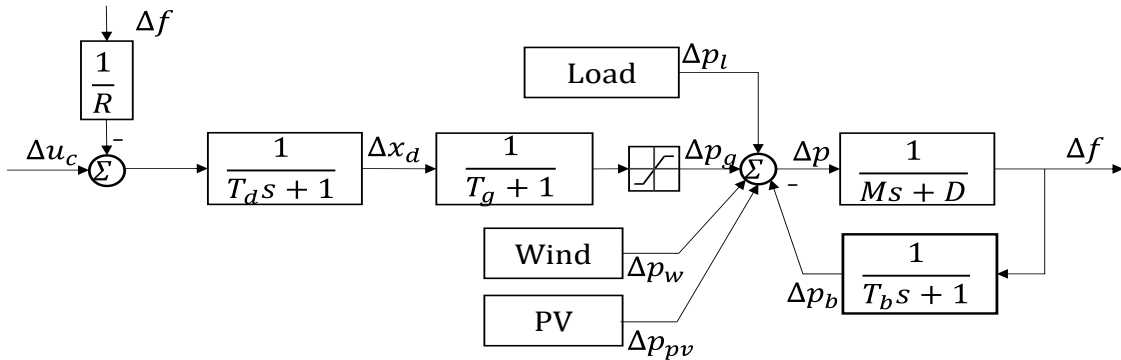 Δf
1
R
-
Δu_c
Σ
1
T_d s + 1
Δx_d
1
T_g + 1
Load
Δp_l
Δp_g
Σ
-
Δp
1
Ms + D
Δf
Wind
Δp_w
1
T_b s + 1
Δp_b
PV
Δp_pv